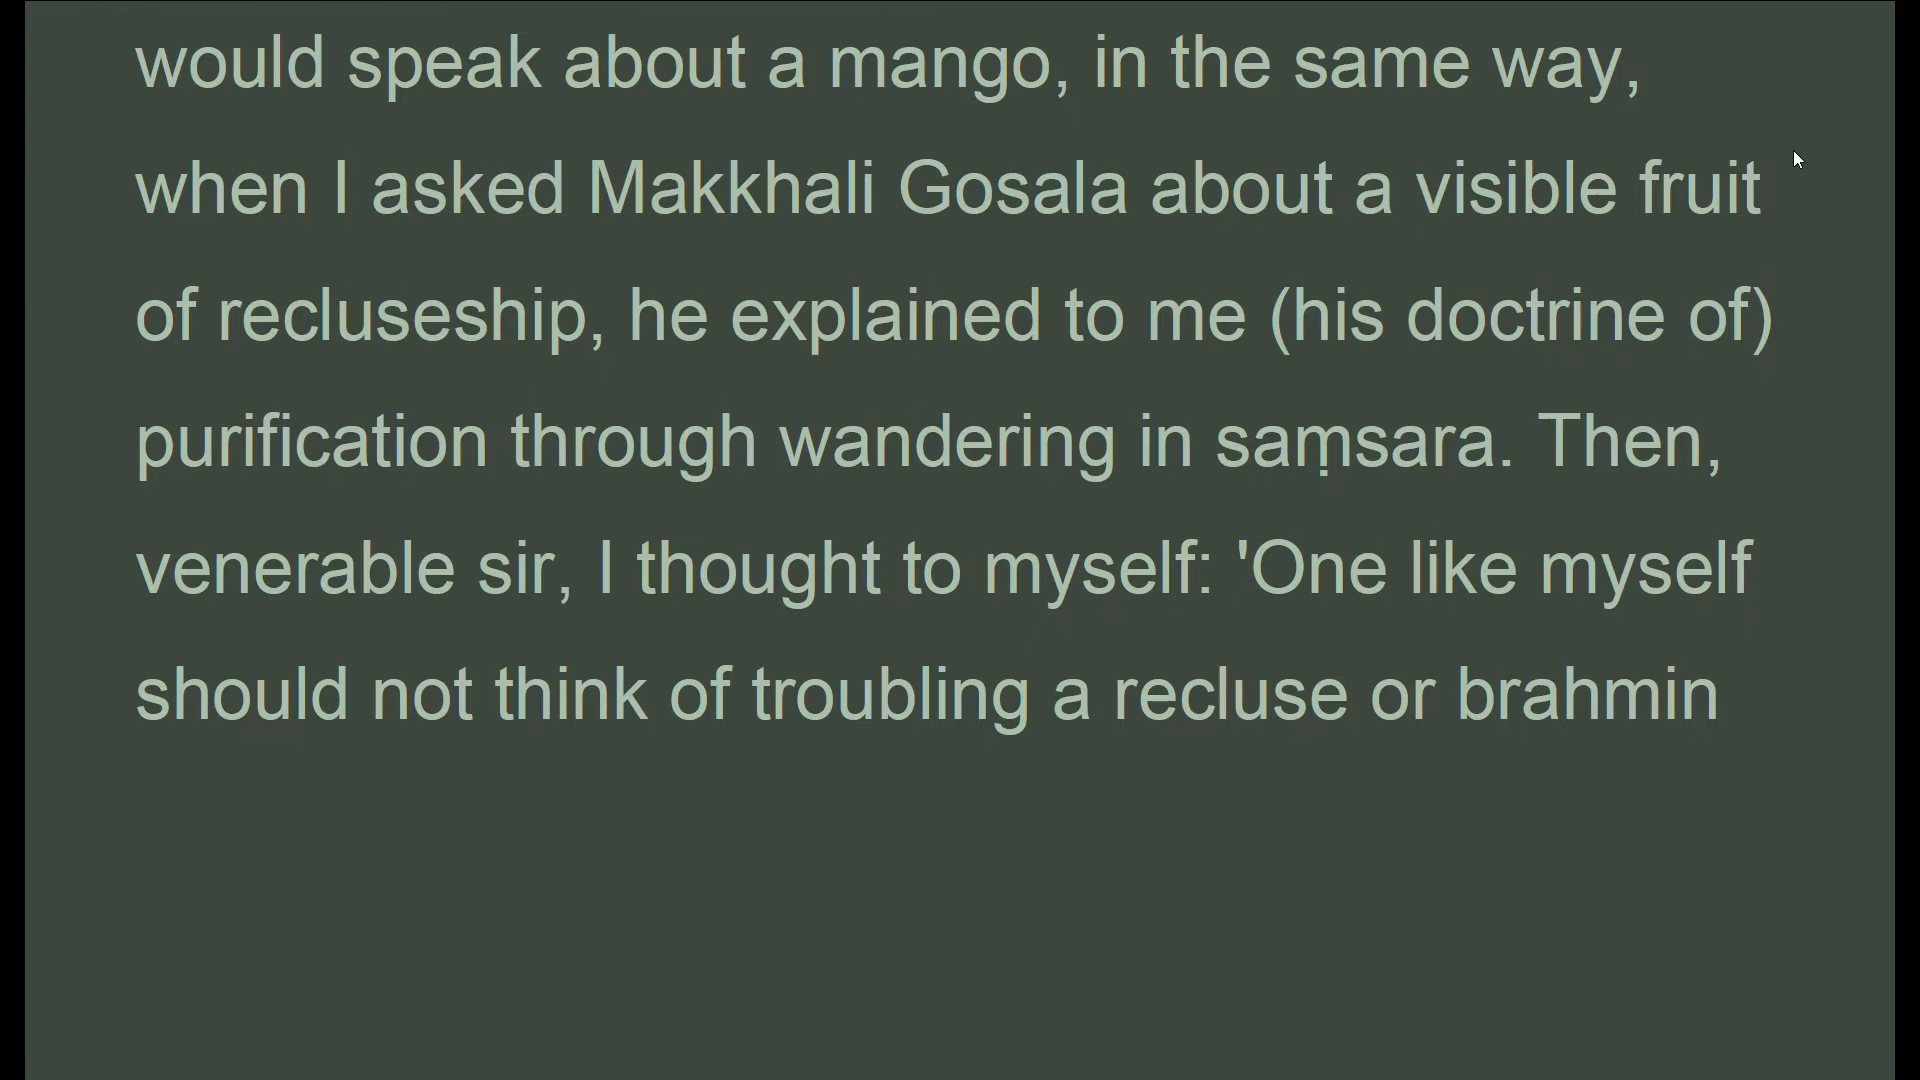 would speak about a mango, in the same way,
when I asked Makkhali Gosala about a visible fruit
of recluseship, he explained to me (his doctrine of)
purification through wandering in saṃsara. Then,
venerable sir, I thought to myself: 'One like myself
should not think of troubling a recluse or brahmin